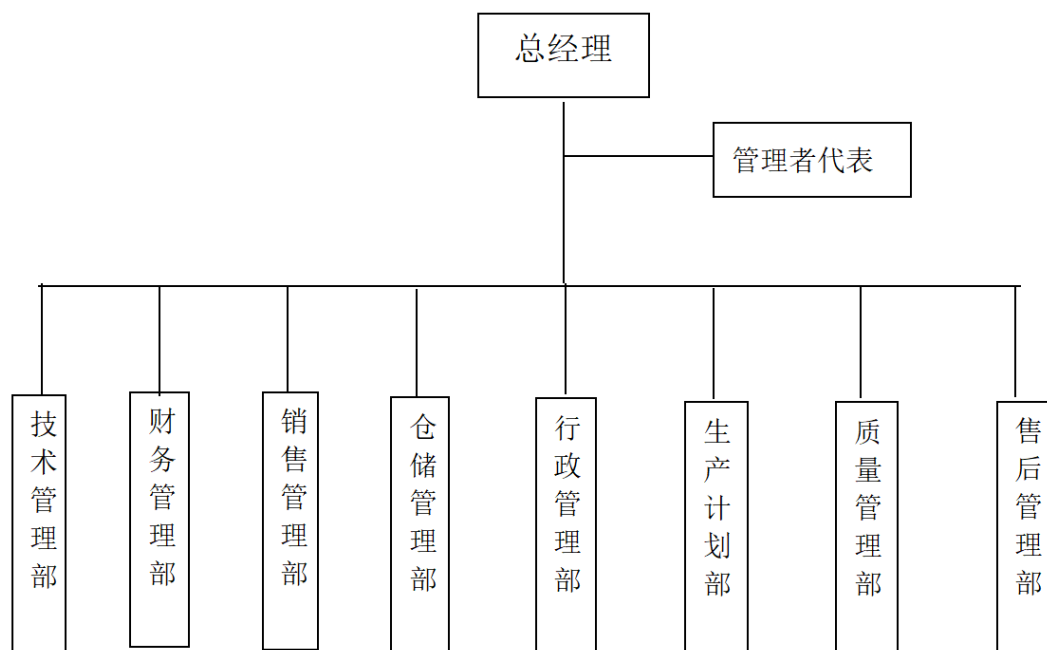 总经理
管理者代表
技术管理部
财务管理部
销售管理部
仓储管理部
行政管理部
生产计划部
质量管理部
售后管理部